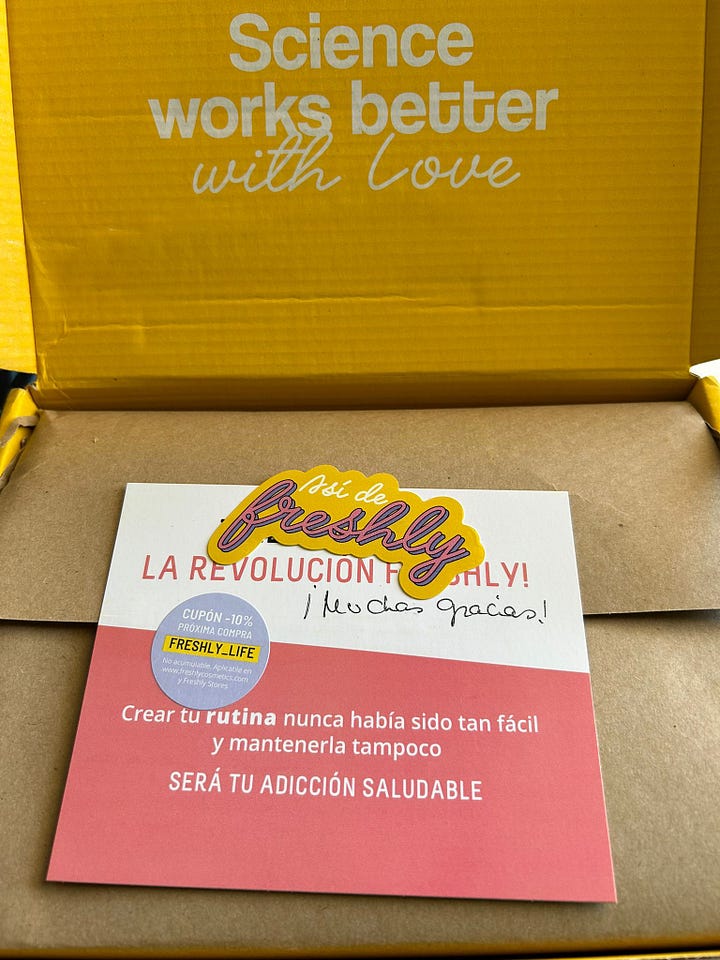 Science
works better
with Love
Así de
freshly
LA REVOLUCIÓN
¡Muchas gracias!
CUPÓN -10%
PRÓXIMA COMPRA
FRESHLY_LIFE
No acumulable. Aplicable en
www.freshlycosmetics.com
y Freshly Stores
Crear tu rutina nunca había sido tan fácil
y mantenerla tampoco
SERÁ TU ADICCIÓN SALUDABLE